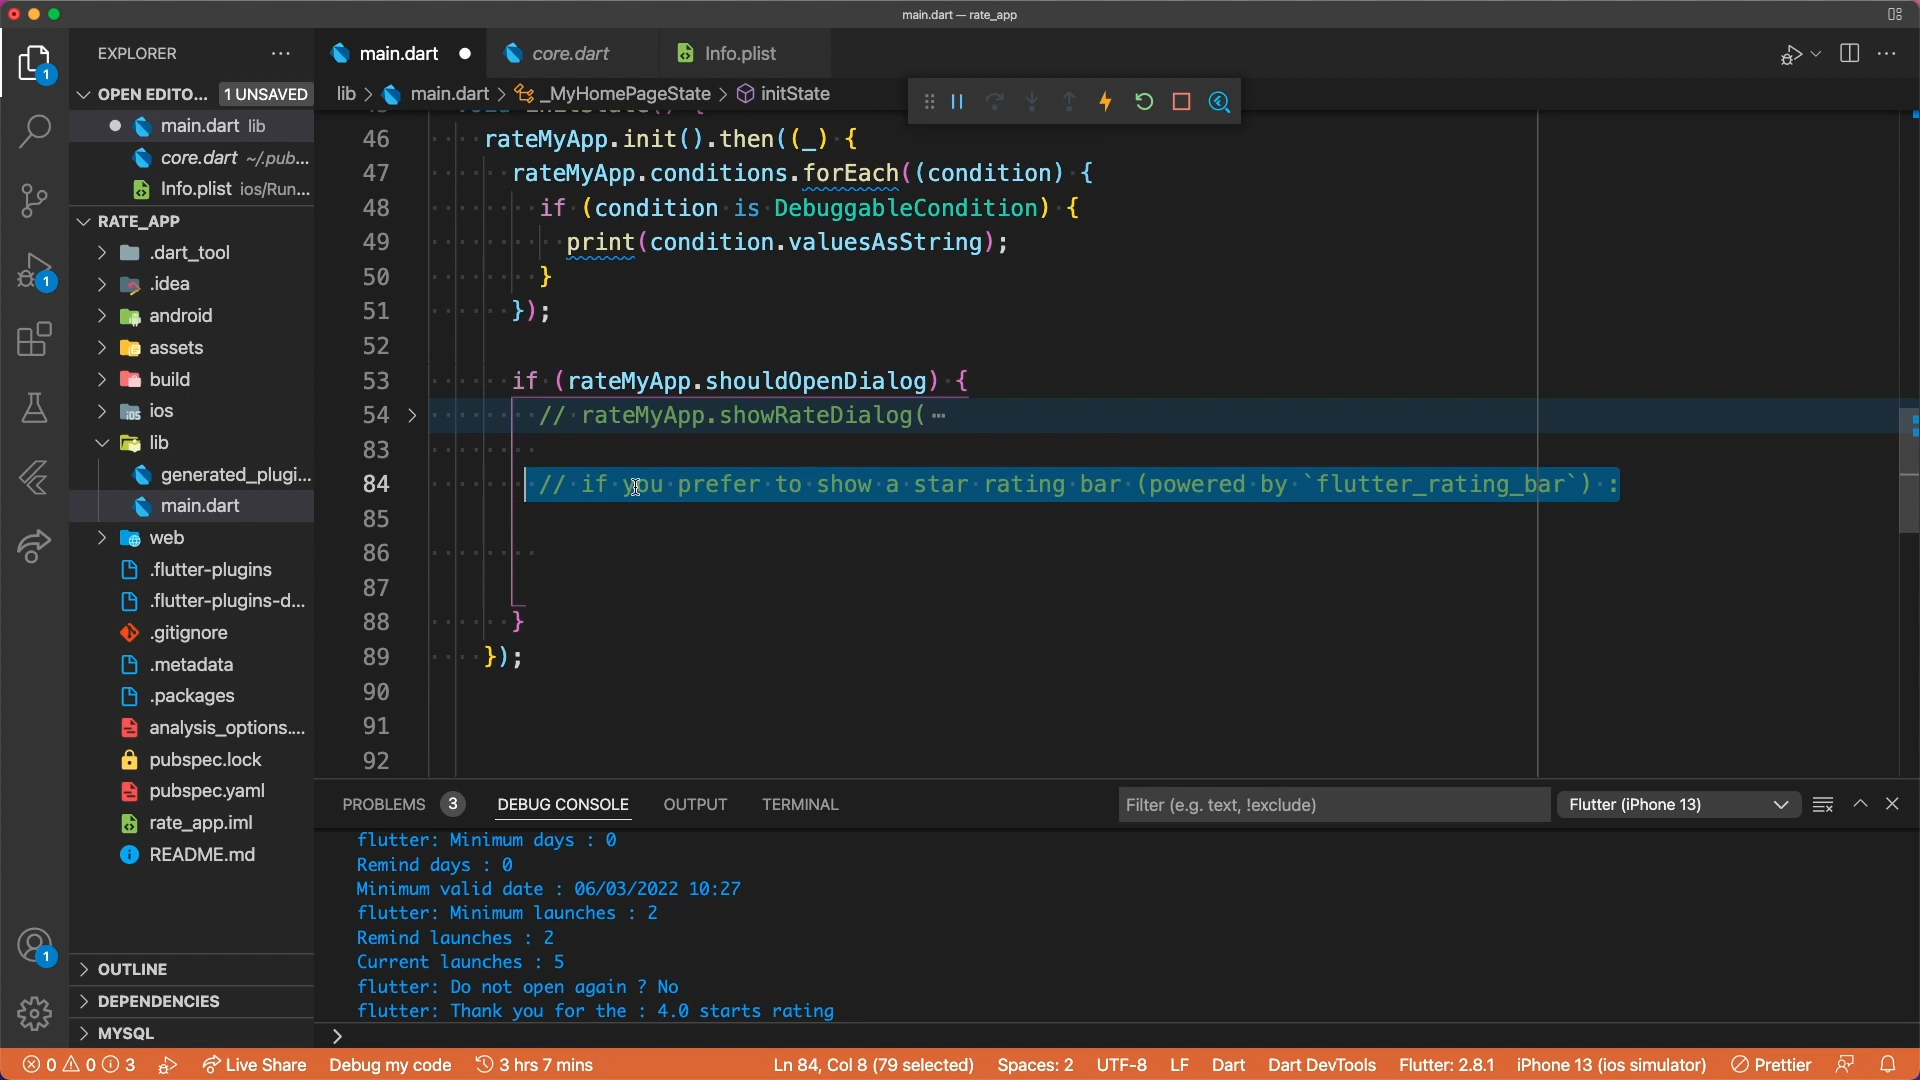 main.dart — rate_app
EXPLORER
OPEN EDITO... 1 UNSAVED
main.dart lib
core.dart ~/.pub...
Info.plist ios/Run...
RATE_APP
.dart_tool
.idea
android
assets
build
ios
lib
generated_plugi...
main.dart
web
.flutter-plugins
.flutter-plugins-d...
.gitignore
.metadata
.packages
analysis_options....
pubspec.lock
pubspec.yaml
rate_app.iml
README.md
OUTLINE
DEPENDENCIES
MYSQL
1
1
1
main.dart core.dart Info.plist
lib > main.dart > _MyHomePageState > initState
46 rateMyApp.init().then((_) {
47 rateMyApp.conditions.forEach((condition) {
48 if (condition is DebuggableCondition) {
49 print(condition.valuesAsString);
50 }
51 });
52
53 if (rateMyApp.shouldOpenDialog) {
54 // rateMyApp.showRateDialog( ⋯
83
84 // if you prefer to show a star rating bar (powered by `flutter_rating_bar`) :
85
86
87
88 }
89 });
90
91
92
PROBLEMS 3 DEBUG CONSOLE OUTPUT TERMINAL Filter (e.g. text, !exclude) Flutter (iPhone 13)
flutter: Minimum days : 0
Remind days : 0
Minimum valid date : 06/03/2022 10:27
flutter: Minimum launches : 2
Remind launches : 2
Current launches : 5
flutter: Do not open again ? No
flutter: Thank you for the : 4.0 starts rating
>
0 0 3 Live Share Debug my code 3 hrs 7 mins Ln 84, Col 8 (79 selected) Spaces: 2 UTF-8 LF Dart Dart DevTools Flutter: 2.8.1 iPhone 13 (ios simulator) Prettier